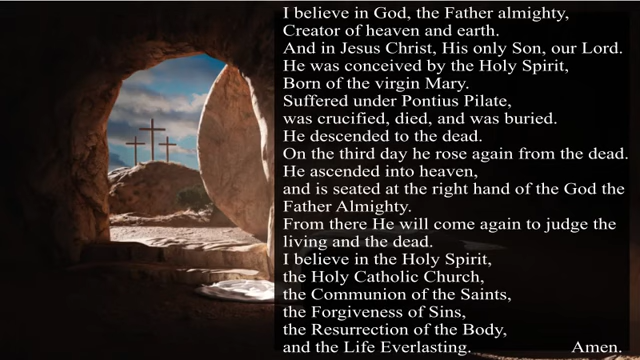 I believe in God, the Father almighty,
Creator of heaven and earth.
And in Jesus Christ, His only Son, our Lord.
He was conceived by the Holy Spirit,
Born of the virgin Mary.
Suffered under Pontius Pilate,
was crucified, died, and was buried.
He descended to the dead.
On the third day he rose again from the dead.
He ascended into heaven,
and is seated at the right hand of the God the
Father Almighty.
From there He will come again to judge the
living and the dead.
I believe in the Holy Spirit,
the Holy Catholic Church,
the Communion of the Saints,
the Forgiveness of Sins,
the Resurrection of the Body,
and the Life Everlasting. Amen.